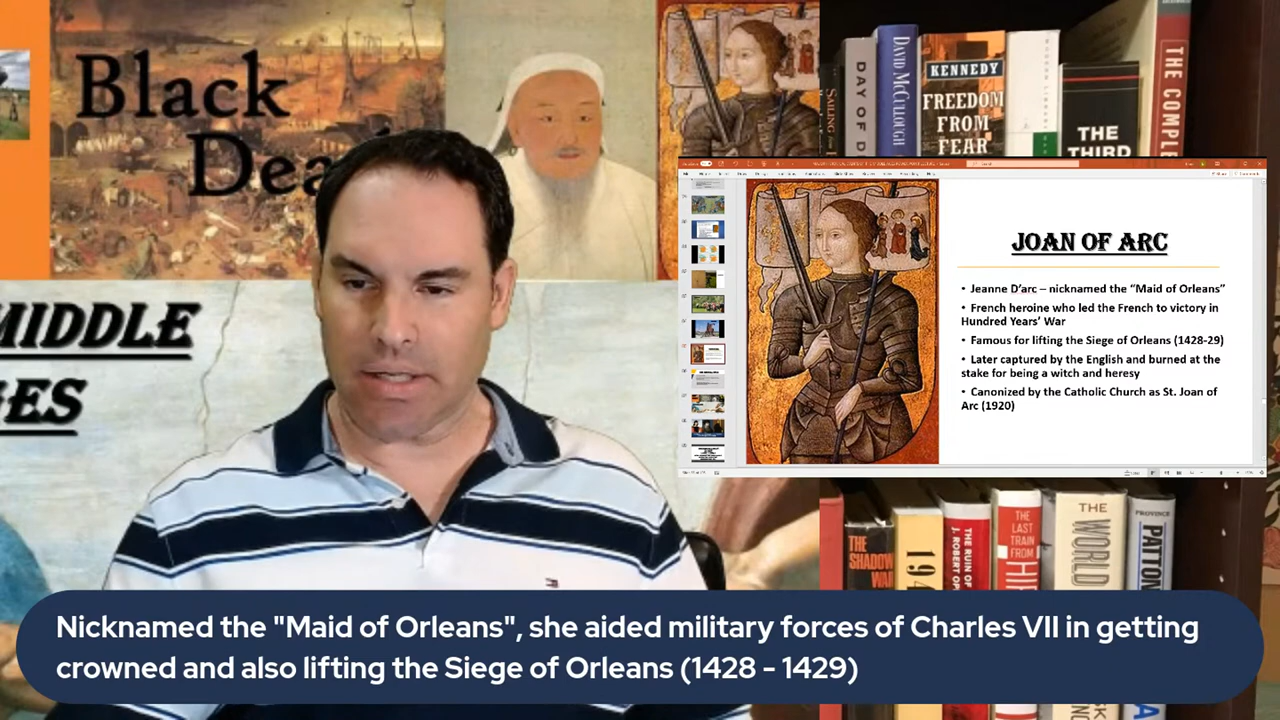 Black
Dea
MIDDLE
GES
DAY OF D
DAVID McCULLOUGH
KENNEDY
FREEDOM
FROM
FEAR
THE
THIRD
THE COMPLE
JOAN OF ARC
• Jeanne D'arc – nicknamed the "Maid of Orleans"
• French heroine who led the French to victory in
Hundred Years' War
• Famous for lifting the Siege of Orleans (1428-29)
• Later captured by the English and burned at the
stake for being a witch and heresy
• Canonized by the Catholic Church as St. Joan of
Arc (1920)
THE
SHADOW
WAR
194
THE RUIN OF
J. ROBERT OP
THE
LAST
TRAIN
FROM
HI
THE
WORLD
PROVINCE
PATTON
Nicknamed the "Maid of Orleans", she aided military forces of Charles VII in getting
crowned and also lifting the Siege of Orleans (1428 - 1429)